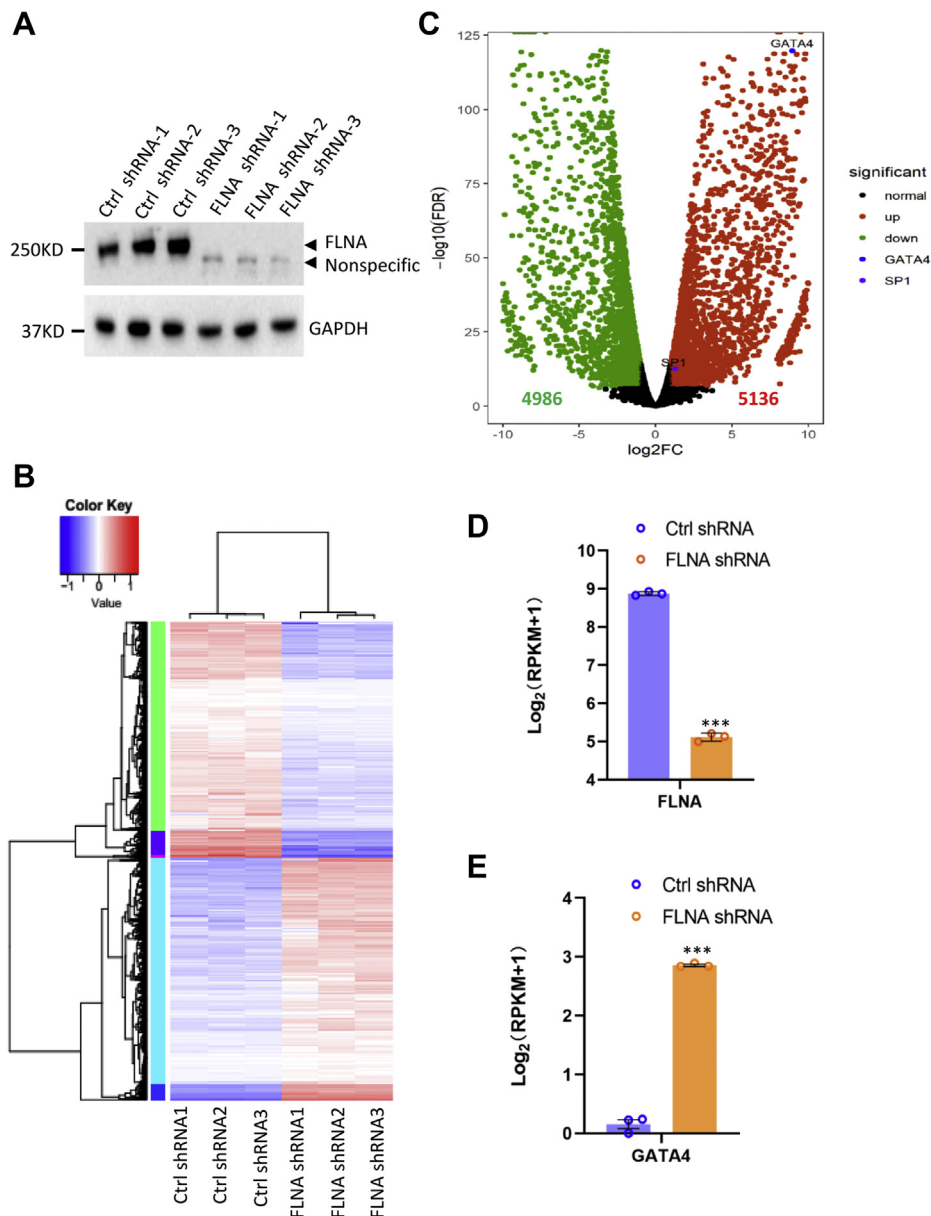 A
Ctrl shRNA-1
Ctrl shRNA-2
Ctrl shRNA-3
FLNA shRNA-1
FLNA shRNA-2
FLNA shRNA-3
250KD
FLNA
Nonspecific
37KD
GAPDH
C
125
100
75
50
25
0
-log10(FDR)
GATA4
SP1
4986
5136
-10
-5
0
5
10
log2FC
significant
normal
up
down
GATA4
SP1
B
Color Key
−1
0
1
Value
Ctrl shRNA1
Ctrl shRNA2
Ctrl shRNA3
FLNA shRNA1
FLNA shRNA2
FLNA shRNA3
D
Ctrl shRNA
FLNA shRNA
10
9
8
7
6
5
4
Log2(RPKM+1)
***
FLNA
E
Ctrl shRNA
FLNA shRNA
4
3
2
1
0
Log2(RPKM+1)
***
GATA4